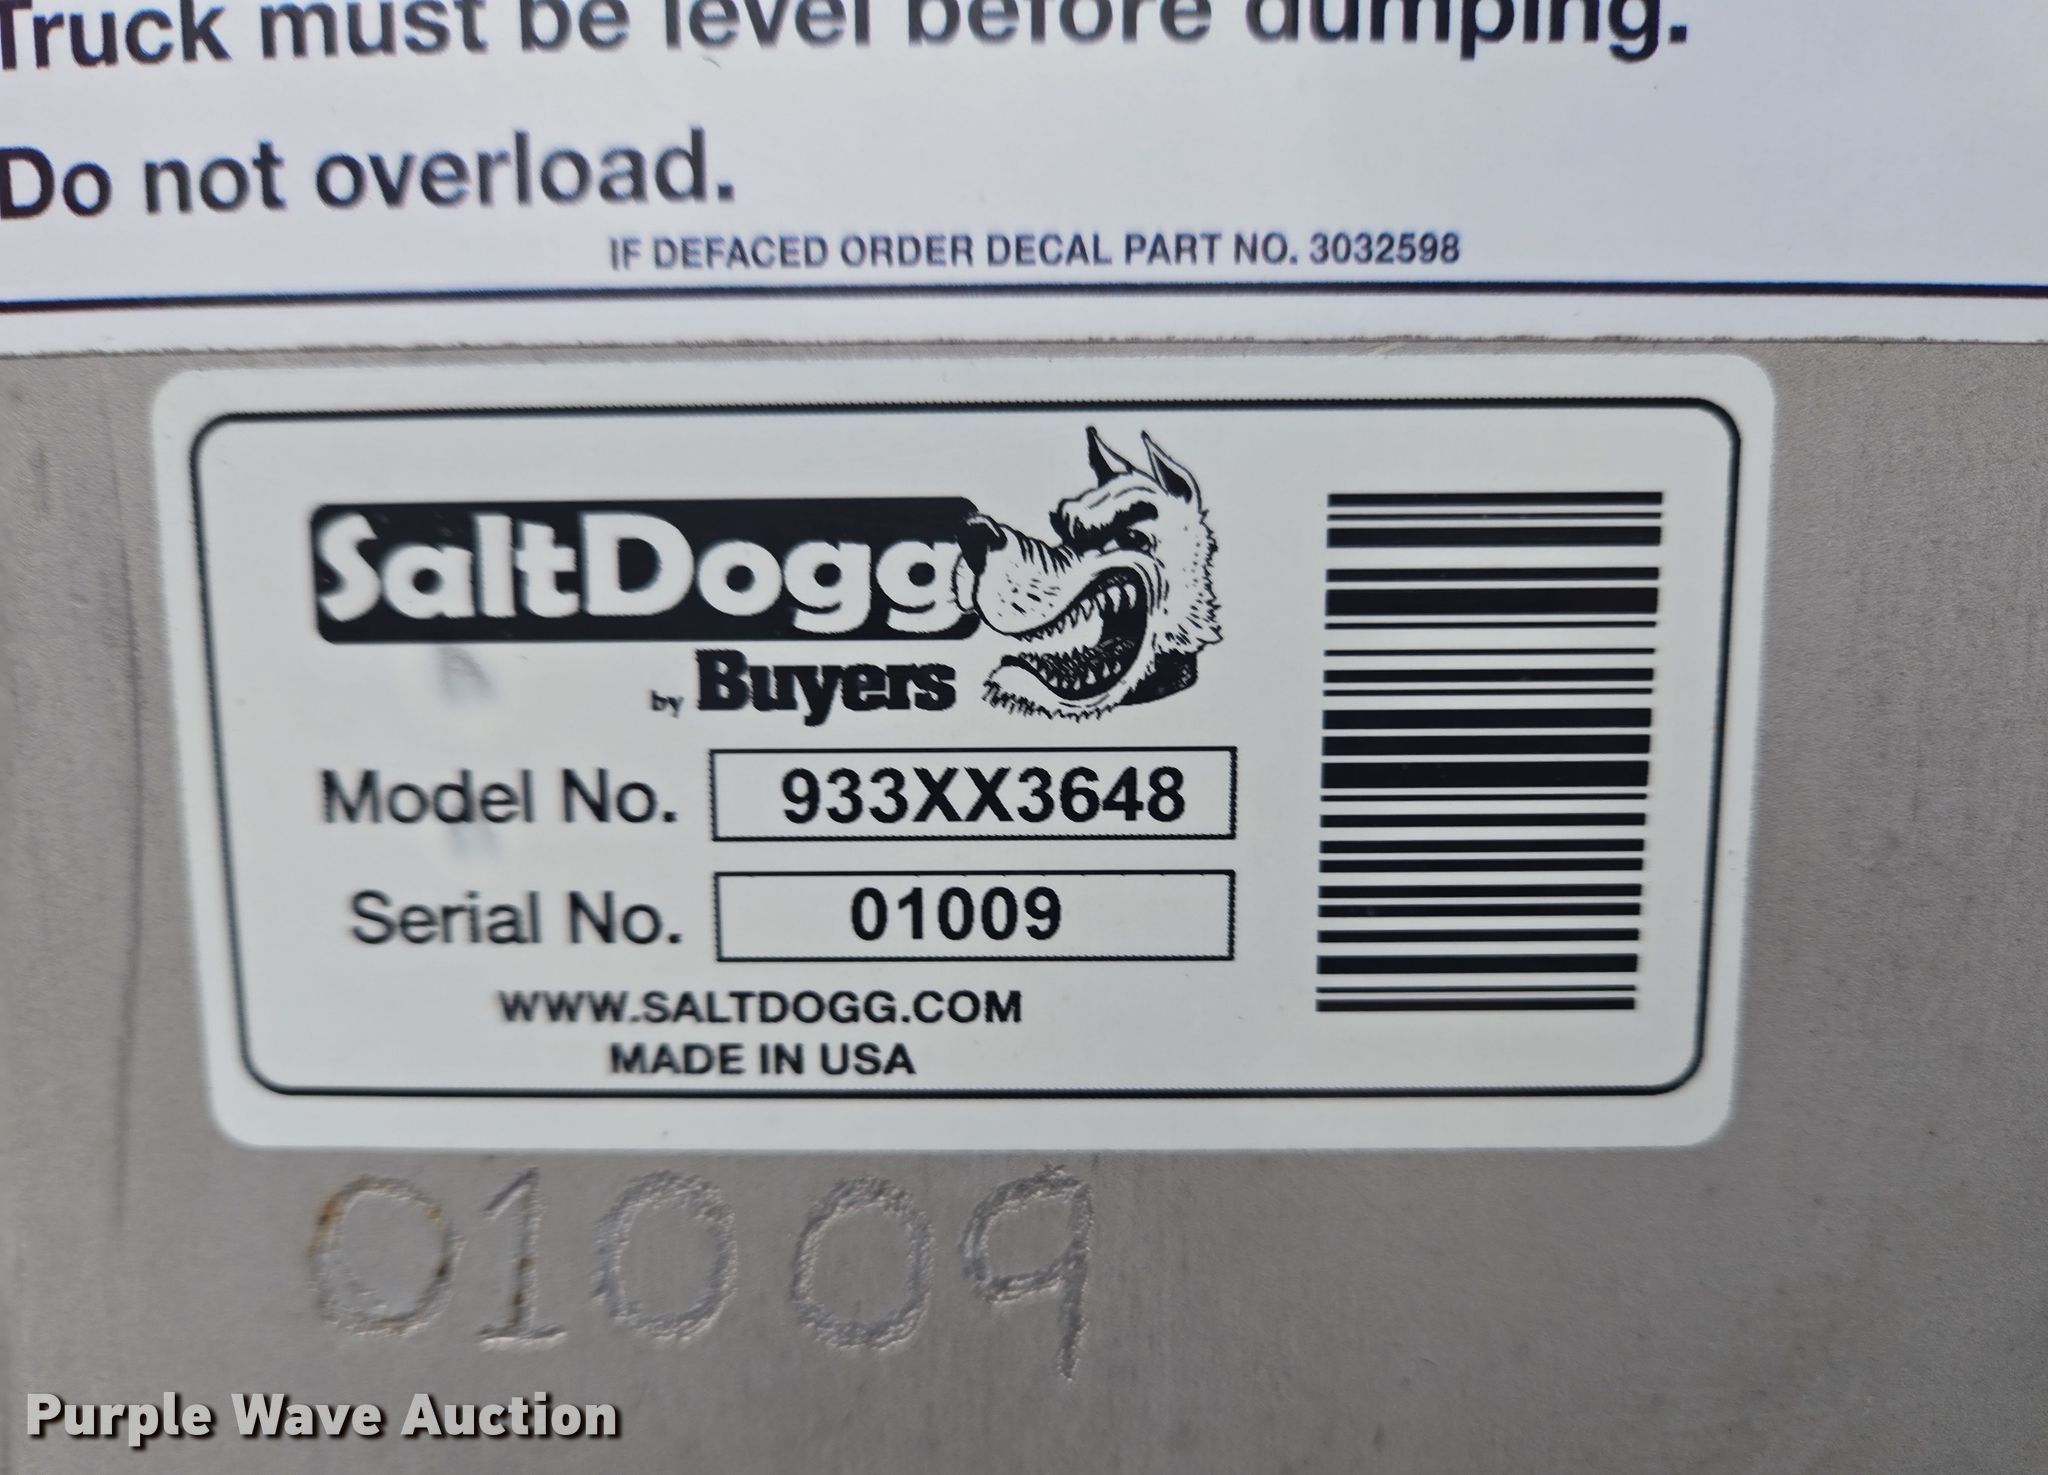 Truck must be level before dumping.
Do not overload.
IF DEFACED ORDER DECAL PART NO. 3032598
SaltDogg
by Buyers
Model No. 933XX3648
Serial No. 01009
WWW.SALTDOGG.COM
MADE IN USA
01009
Purple Wave Auction